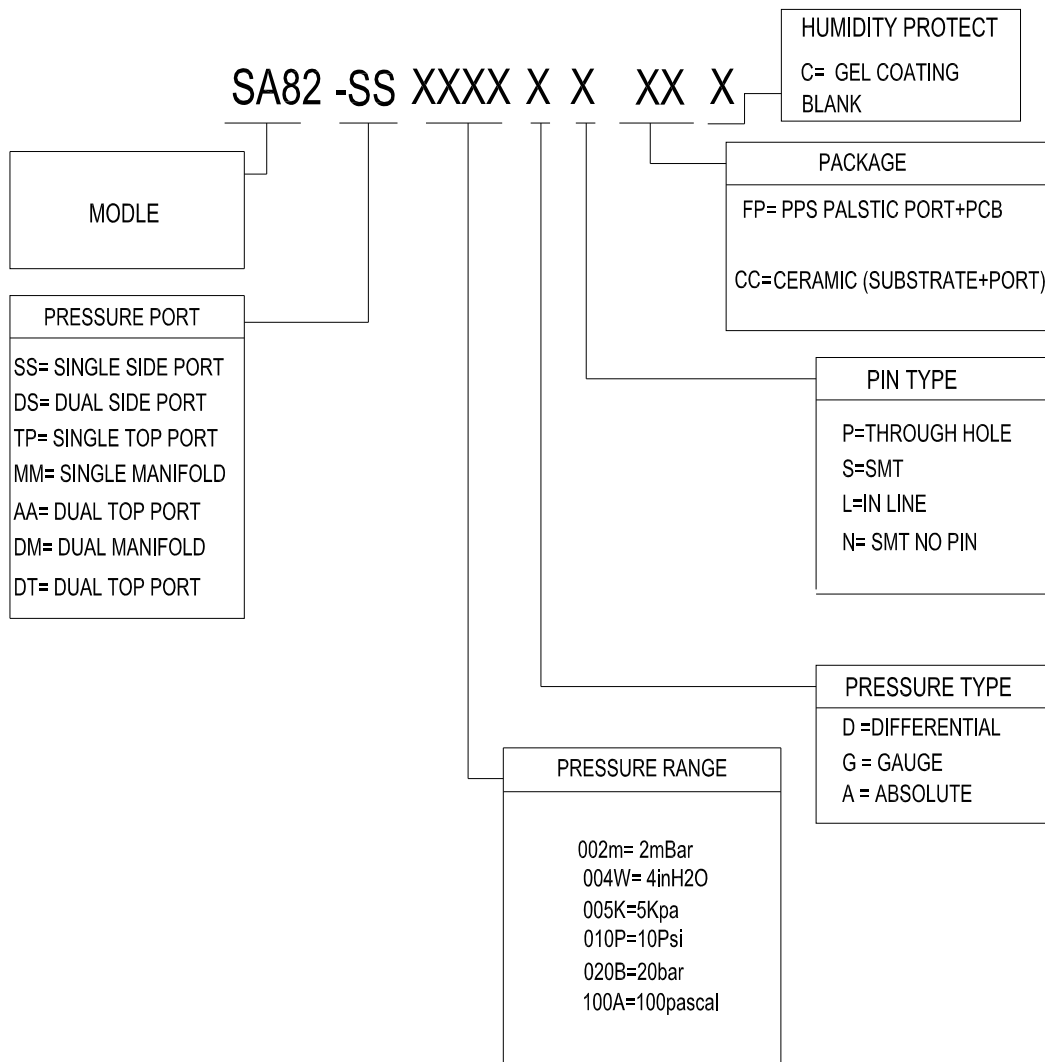 HUMIDITY PROTECT
C= GEL COATING
BLANK
SA82 -SS XXXX X X XX X
PACKAGE
FP= PPS PALSTIC PORT+PCB
CC=CERAMIC (SUBSTRATE+PORT)
MODLE
PRESSURE PORT
SS= SINGLE SIDE PORT
DS= DUAL SIDE PORT
TP= SINGLE TOP PORT
MM= SINGLE MANIFOLD
AA= DUAL TOP PORT
DM= DUAL MANIFOLD
DT= DUAL TOP PORT
PIN TYPE
P=THROUGH HOLE
S=SMT
L=IN LINE
N= SMT NO PIN
PRESSURE TYPE
D =DIFFERENTIAL
G = GAUGE
A = ABSOLUTE
PRESSURE RANGE
002m= 2mBar
004W= 4inH2O
005K=5Kpa
010P=10Psi
020B=20bar
100A=100pascal